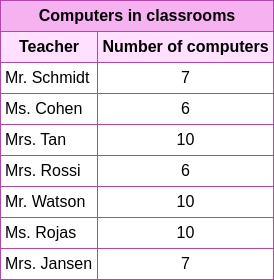 Computers in classrooms
Teacher Number of computers
Mr. Schmidt 7
Ms. Cohen 6
Mrs. Tan 10
Mrs. Rossi 6
Mr. Watson 10
Ms. Rojas 10
Mrs. Jansen 7